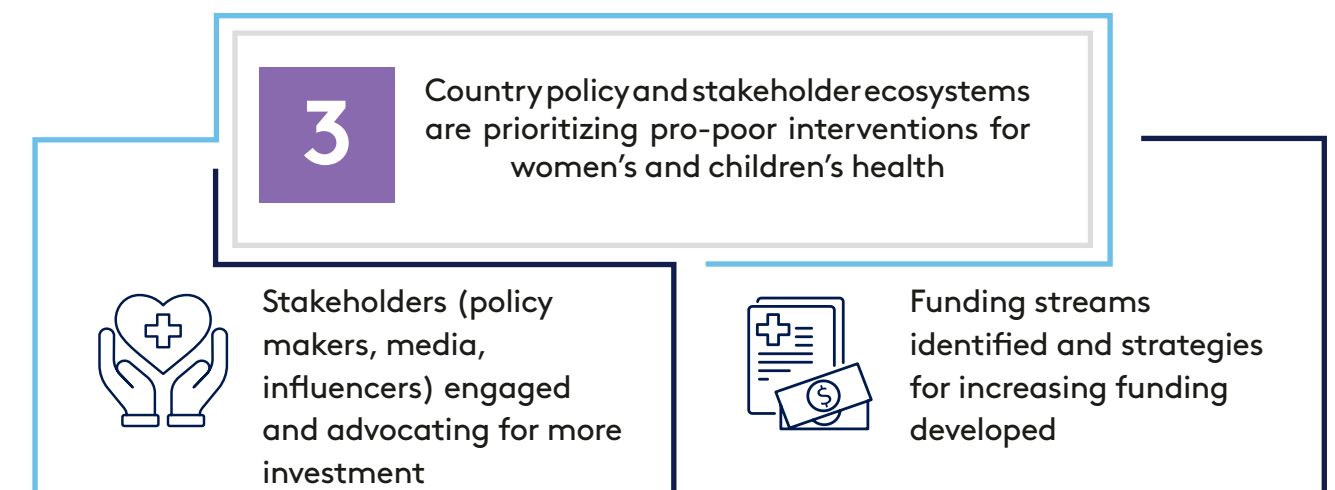 3
Country policy and stakeholder ecosystems
are prioritizing pro-poor interventions for
women's and children's health
Stakeholders (policy
makers, media,
influencers) engaged
and advocating for more
investment
$
Funding streams
identified and strategies
for increasing funding
developed